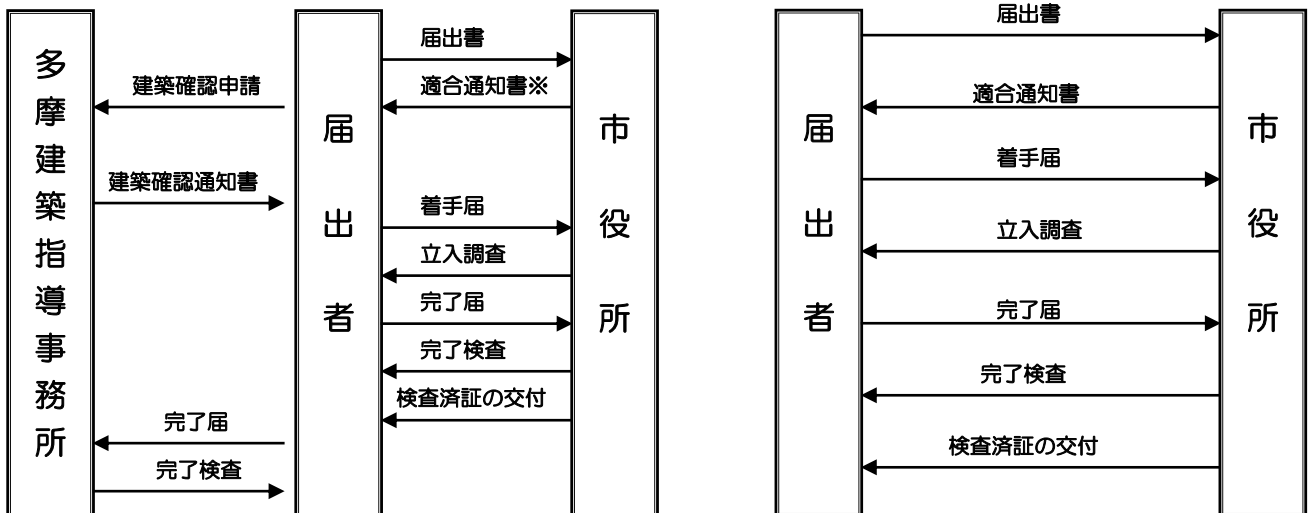 多摩建築指導事務所
建築確認申請
建築確認通知書
完了届
完了検査
届出者
届出書
適合通知書※
着手届
立入調査
完了届
完了検査
検査済証の交付
市役所
届出者
届出書
適合通知書
着手届
立入調査
完了届
完了検査
検査済証の交付
市役所